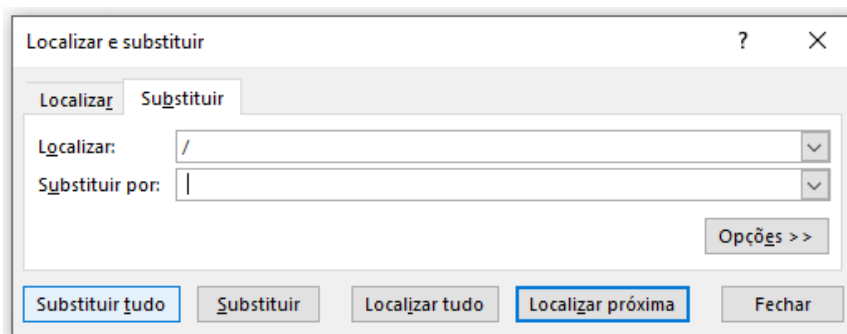 Localizar e substituir ?
Localizar Substituir
Localizar: /
Substituir por:
Opções >>
Substituir tudo Substituir Localizar tudo Localizar próxima Fechar